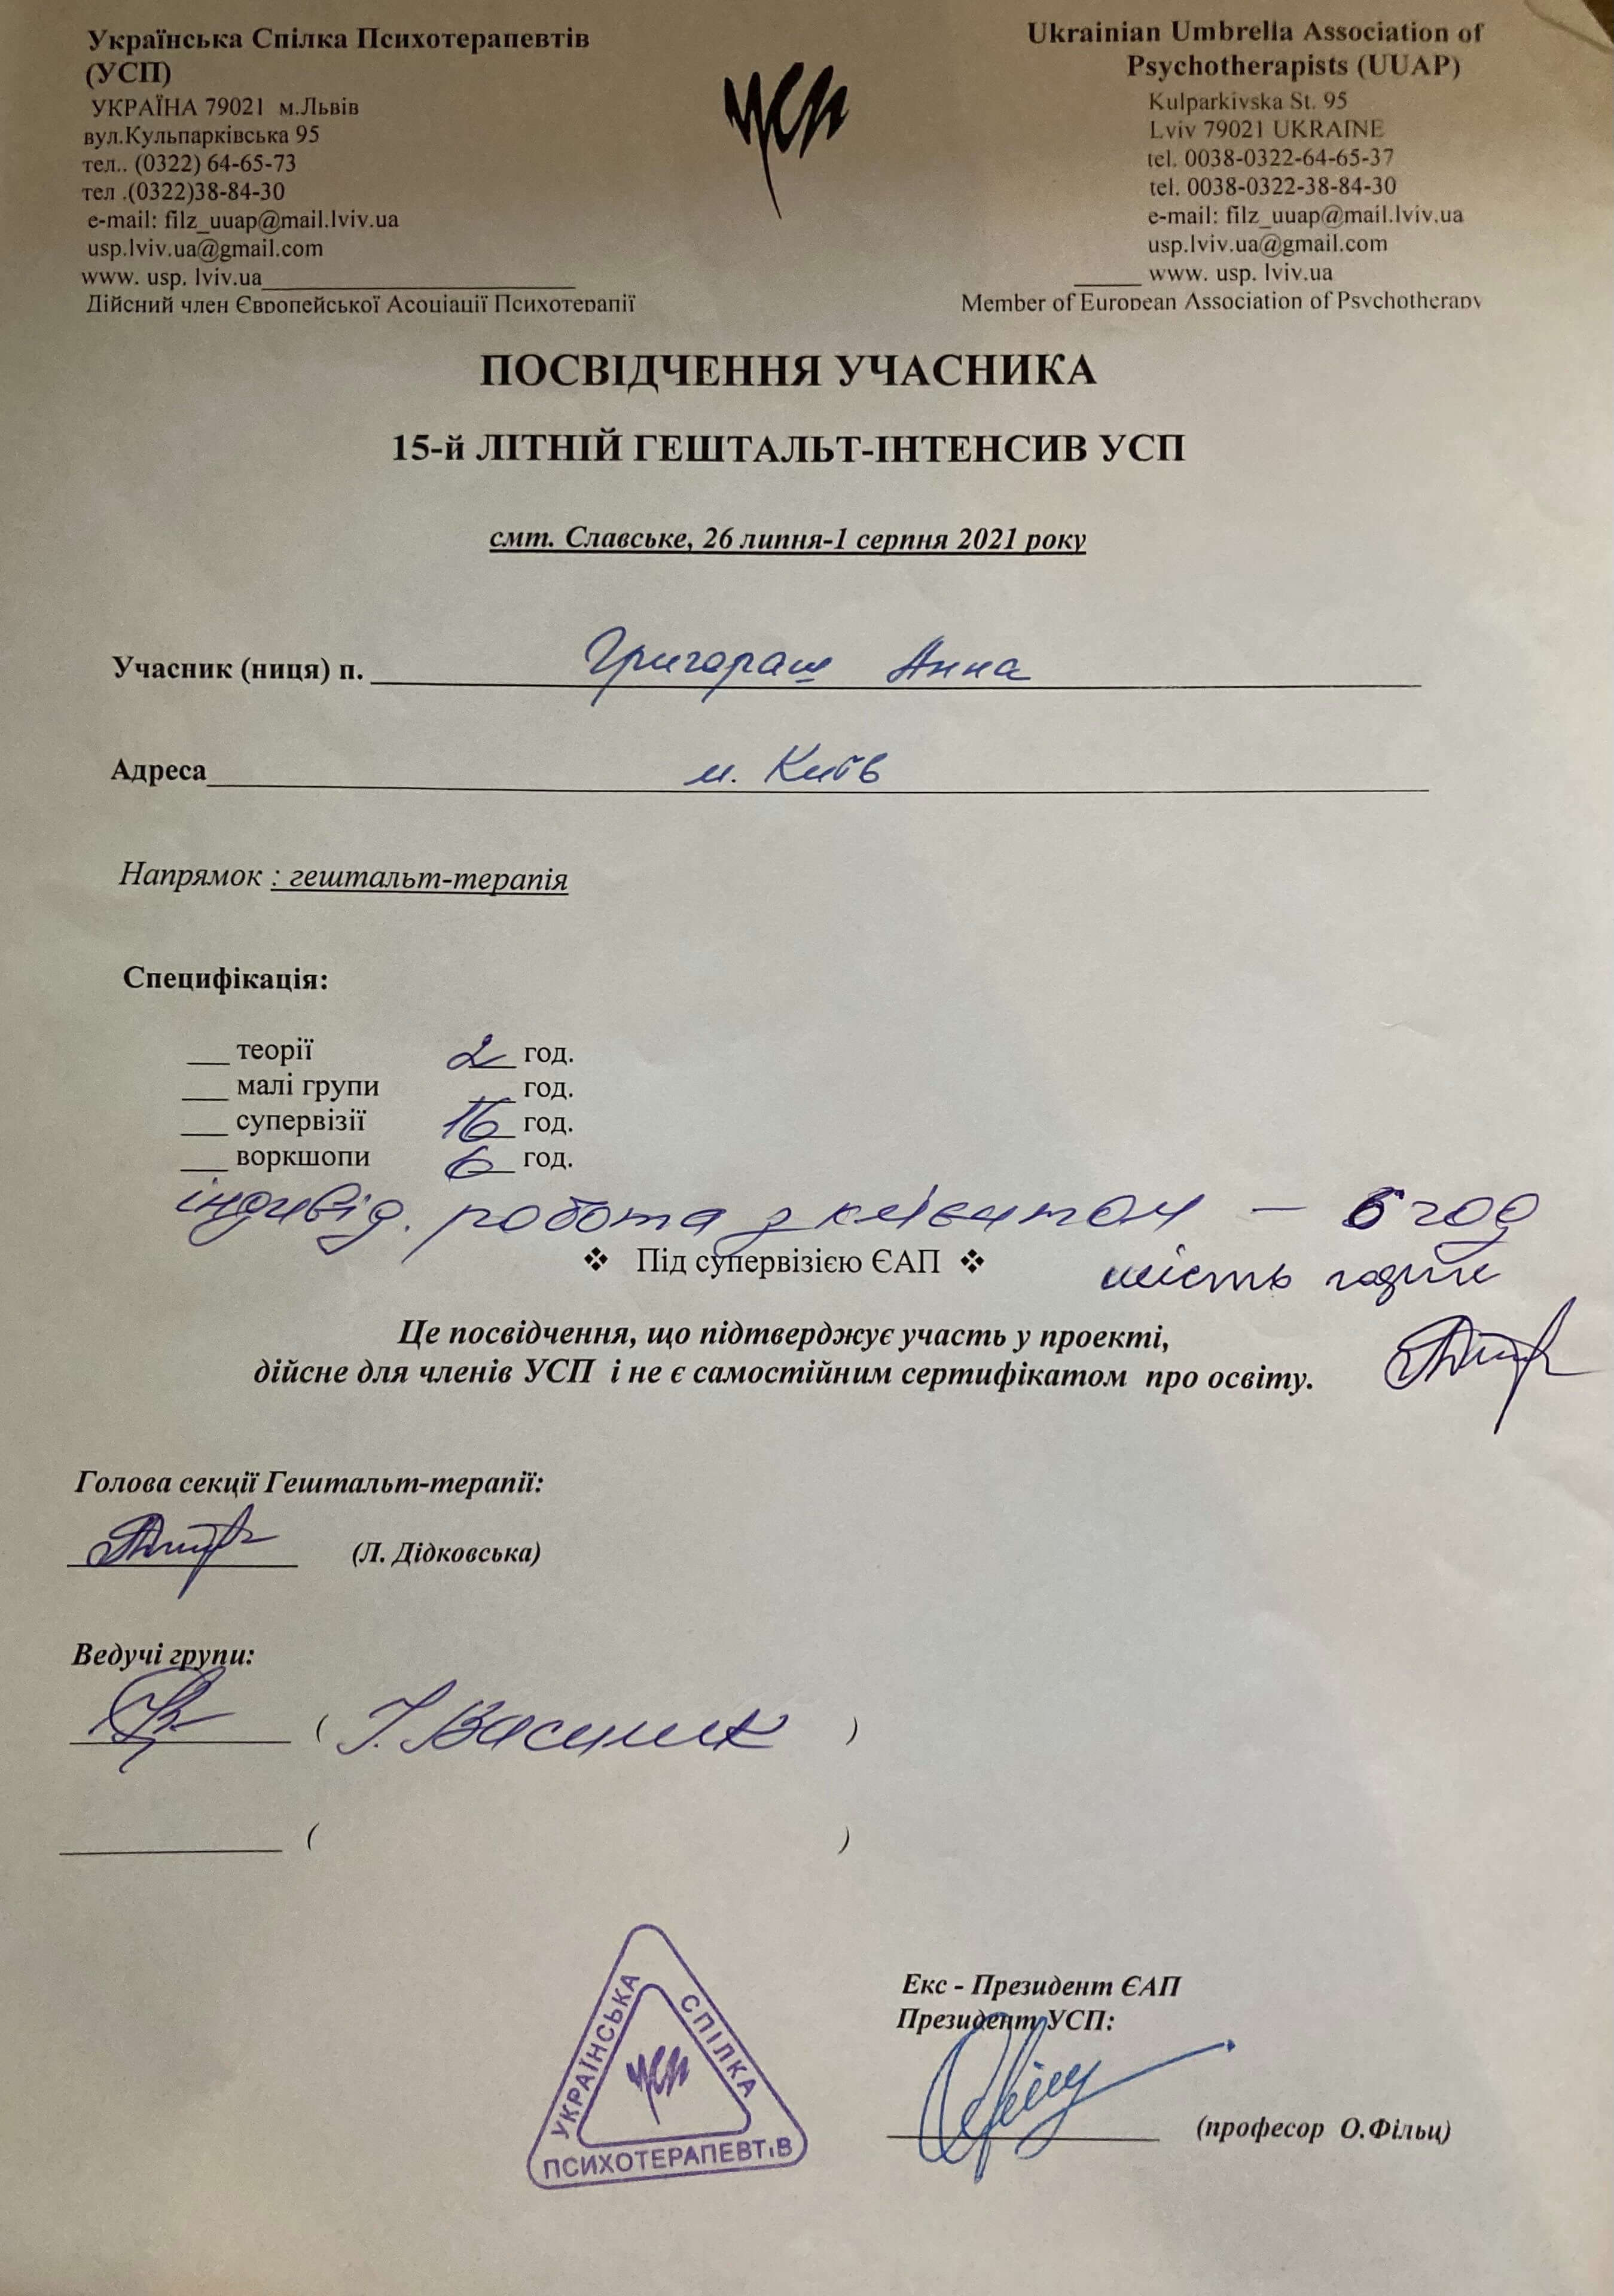 Українська Спілка Психотерапевтів
(УСП)
УКРАЇНА 79021 м.Львів
вул.Кульпарківська 95
тел.. (0322) 64-65-73
тел .(0322)38-84-30
e-mail: filz_uuap@mail.lviv.ua
usp.lviv.ua@gmail.com
www. usp. lviv.ua
Дійсний член Європейської Асоціації Психотерапії
усп
Ukrainian Umbrella Association of
Psychotherapists (UUAP)
Kulparkivska St. 95
Lviv 79021 UKRAINE
tel. 0038-0322-64-65-37
tel. 0038-0322-38-84-30
e-mail: filz_uuap@mail.lviv.ua
usp.lviv.ua@gmail.com
www. usp. lviv.ua
Member of European Association of Psychotherapy
ПОСВІДЧЕННЯ УЧАСНИКА
15-й ЛІТНІЙ ГЕШТАЛЬТ-ІНТЕНСИВ УСП
смт. Славське, 26 липня-1 серпня 2021 року
Учасник (ниця) п. Григораш Анна
Адреса м. Київ
Напрямок : гештальт-терапія
Специфікація:
___ теорії 2 год.
___ малі групи ___ год.
___ супервізії 16 год.
___ воркшопи 6 год.
індивід. робота з клієнтом – 6 год
❖ Під супервізією ЄАП ❖
шість годин
Це посвідчення, що підтверджує участь у проекті,
дійсне для членів УСП і не є самостійним сертифікатом про освіту.
Голова секції Гештальт-терапії:
(Л. Дідковська)
Ведучі групи:
( І. Васишк )
( )
УКРАЇНСЬКА СПІЛКА ПСИХОТЕРАПЕВТІВ
усп
Екс - Президент ЄАП
Президент УСП:
(професор О.Фільц)